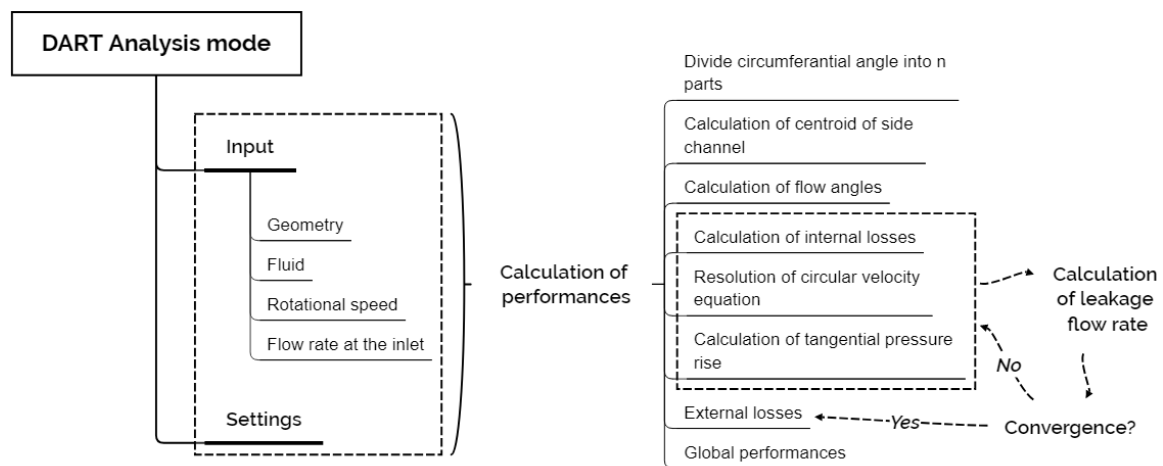 DART Analysis mode
Input
Geometry
Fluid
Rotational speed
Flow rate at the inlet
Settings
Calculation of
performances
Divide circumferantial angle into n
parts
Calculation of centroid of side
channel
Calculation of flow angles
Calculation of internal losses
Resolution of circular velocity
equation
Calculation of tangential pressure
rise
External losses
Global performances
Calculation
of leakage
flow rate
No
Convergence?
Yes